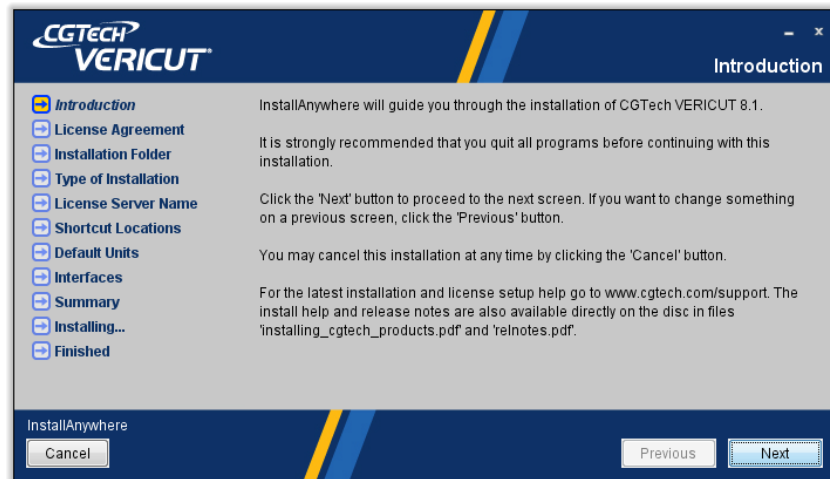 CGTECH
VERICUT
Introduction
Introduction
License Agreement
Installation Folder
Type of Installation
License Server Name
Shortcut Locations
Default Units
Interfaces
Summary
Installing...
Finished
InstallAnywhere will guide you through the installation of CGTech VERICUT 8.1.
It is strongly recommended that you quit all programs before continuing with this
installation.
Click the 'Next' button to proceed to the next screen. If you want to change something
on a previous screen, click the 'Previous' button.
You may cancel this installation at any time by clicking the 'Cancel' button.
For the latest installation and license setup help go to www.cgtech.com/support. The
install help and release notes are also available directly on the disc in files
'installing_cgtech_products.pdf' and 'relnotes.pdf'.
InstallAnywhere
Cancel
Previous
Next